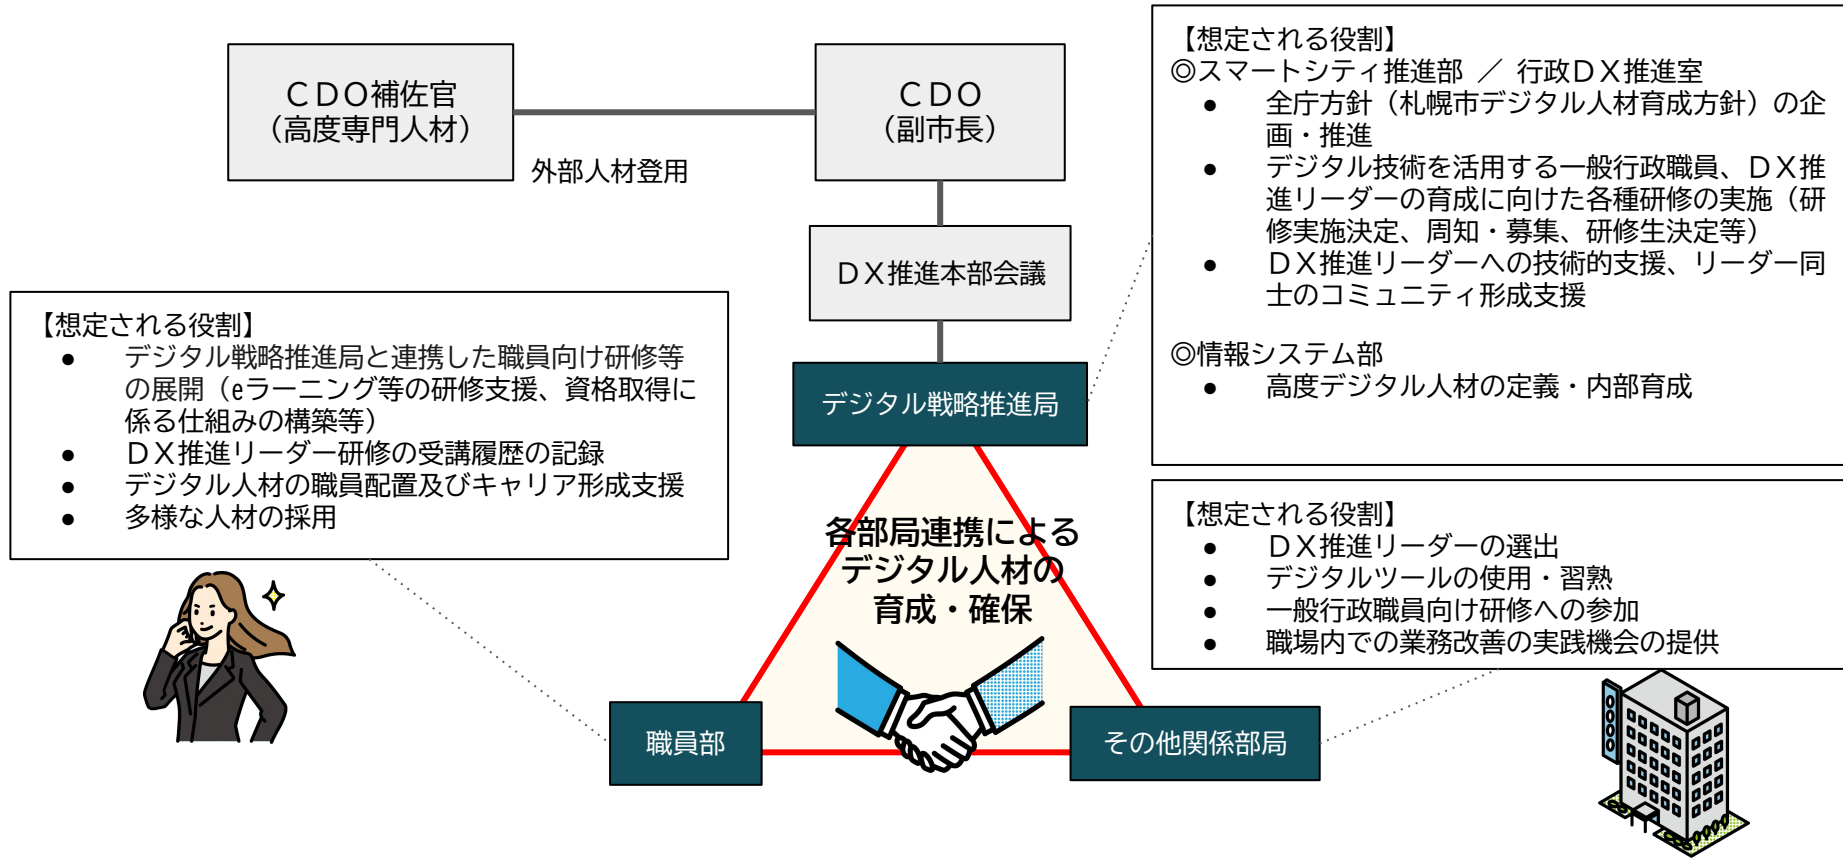 CDO補佐官
(高度専門人材)
外部人材登用
CDO
(副市長)
DX推進本部会議
デジタル戦略推進局
【想定される役割】
◎スマートシティ推進部 ／ 行政DX推進室
● 全庁方針（札幌市デジタル人材育成方針）の企
画・推進
● デジタル技術を活用する一般行政職員、DX推
進リーダーの育成に向けた各種研修の実施（研
修実施決定、周知・募集、研修生決定等）
● DX推進リーダーへの技術的支援、リーダー同
士のコミュニティ形成支援
◎情報システム部
● 高度デジタル人材の定義・内部育成
【想定される役割】
● デジタル戦略推進局と連携した職員向け研修等
の展開（eラーニング等の研修支援、資格取得に
係る仕組みの構築等）
● DX推進リーダー研修の受講履歴の記録
● デジタル人材の職員配置及びキャリア形成支援
● 多様な人材の採用
各部局連携による
デジタル人材の
育成・確保
【想定される役割】
● DX推進リーダーの選出
● デジタルツールの使用・習熟
● 一般行政職員向け研修への参加
● 職場内での業務改善の実践機会の提供
職員部
その他関係部局